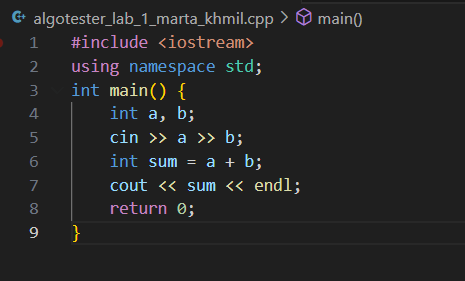 algotester_lab_1_marta_khmil.cpp > main()
1 #include <iostream>
2 using namespace std;
3 int main() {
4 int a, b;
5 cin >> a >> b;
6 int sum = a + b;
7 cout << sum << endl;
8 return 0;
9 }